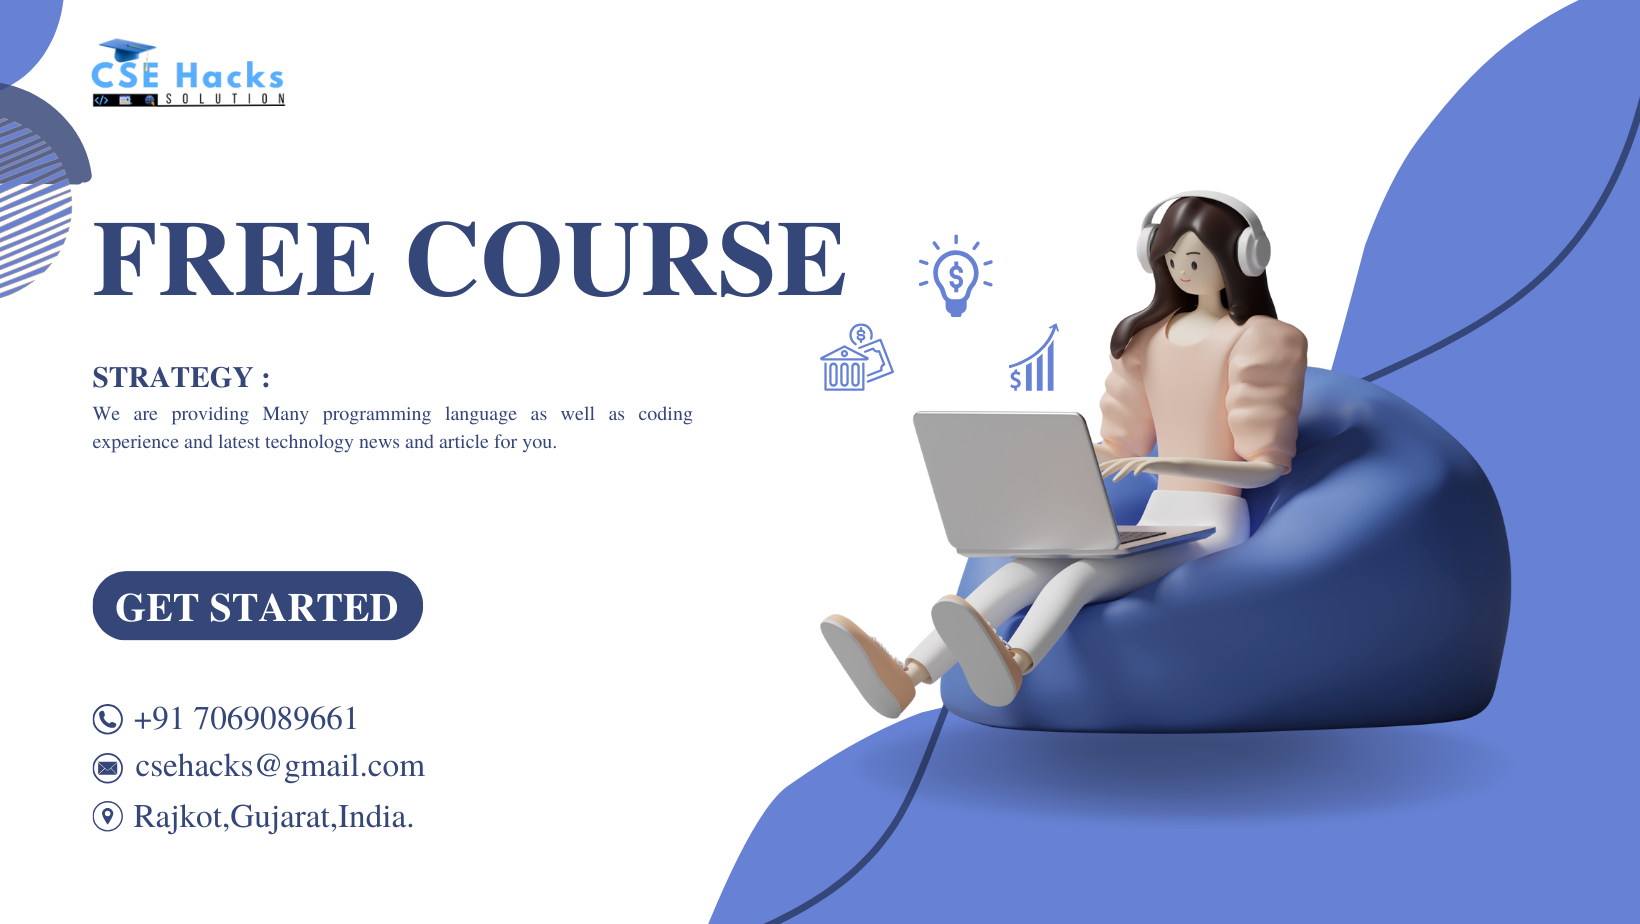 CSE Hacks
</> SOLUTION
FREE COURSE
STRATEGY :
We are providing Many programming language as well as coding
experience and latest technology news and article for you.
GET STARTED
+91 7069089661
csehacks@gmail.com
Rajkot,Gujarat,India.